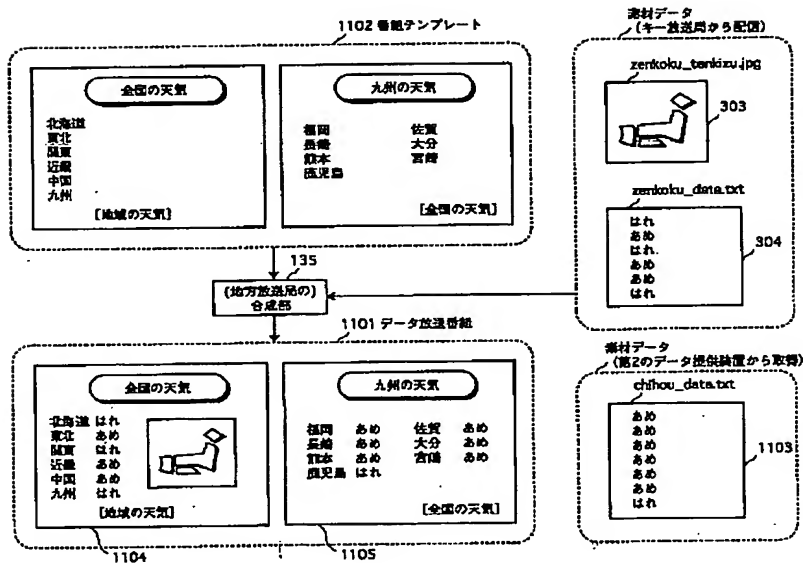 1102 番組テンプレート
全国の天気
北海道
東北
関東
近畿
中国
九州
[地域の天気]
九州の天気
福岡 佐賀
長崎 大分
熊本 宮崎
鹿児島
[全国の天気]
素材データ
(キー放送局から配信)
zenkoku_tenkizu.jpg
303
zenkoku_data.txt
はれ
あめ
はれ
あめ
あめ
はれ
304
135
(地方放送局の)
合成部
1101 データ放送番組
全国の天気
北海道 はれ
東北 あめ
関東 はれ
近畿 あめ
中国 あめ
九州 はれ
[地域の天気]
1104
九州の天気
福岡 あめ 佐賀 あめ
長崎 あめ 大分 あめ
熊本 あめ 宮崎 あめ
鹿児島 はれ
[全国の天気]
1105
素材データ
(第2のデータ提供装置から取得)
chihou_data.txt
あめ
あめ
あめ
あめ
あめ
あめ
はれ
1103